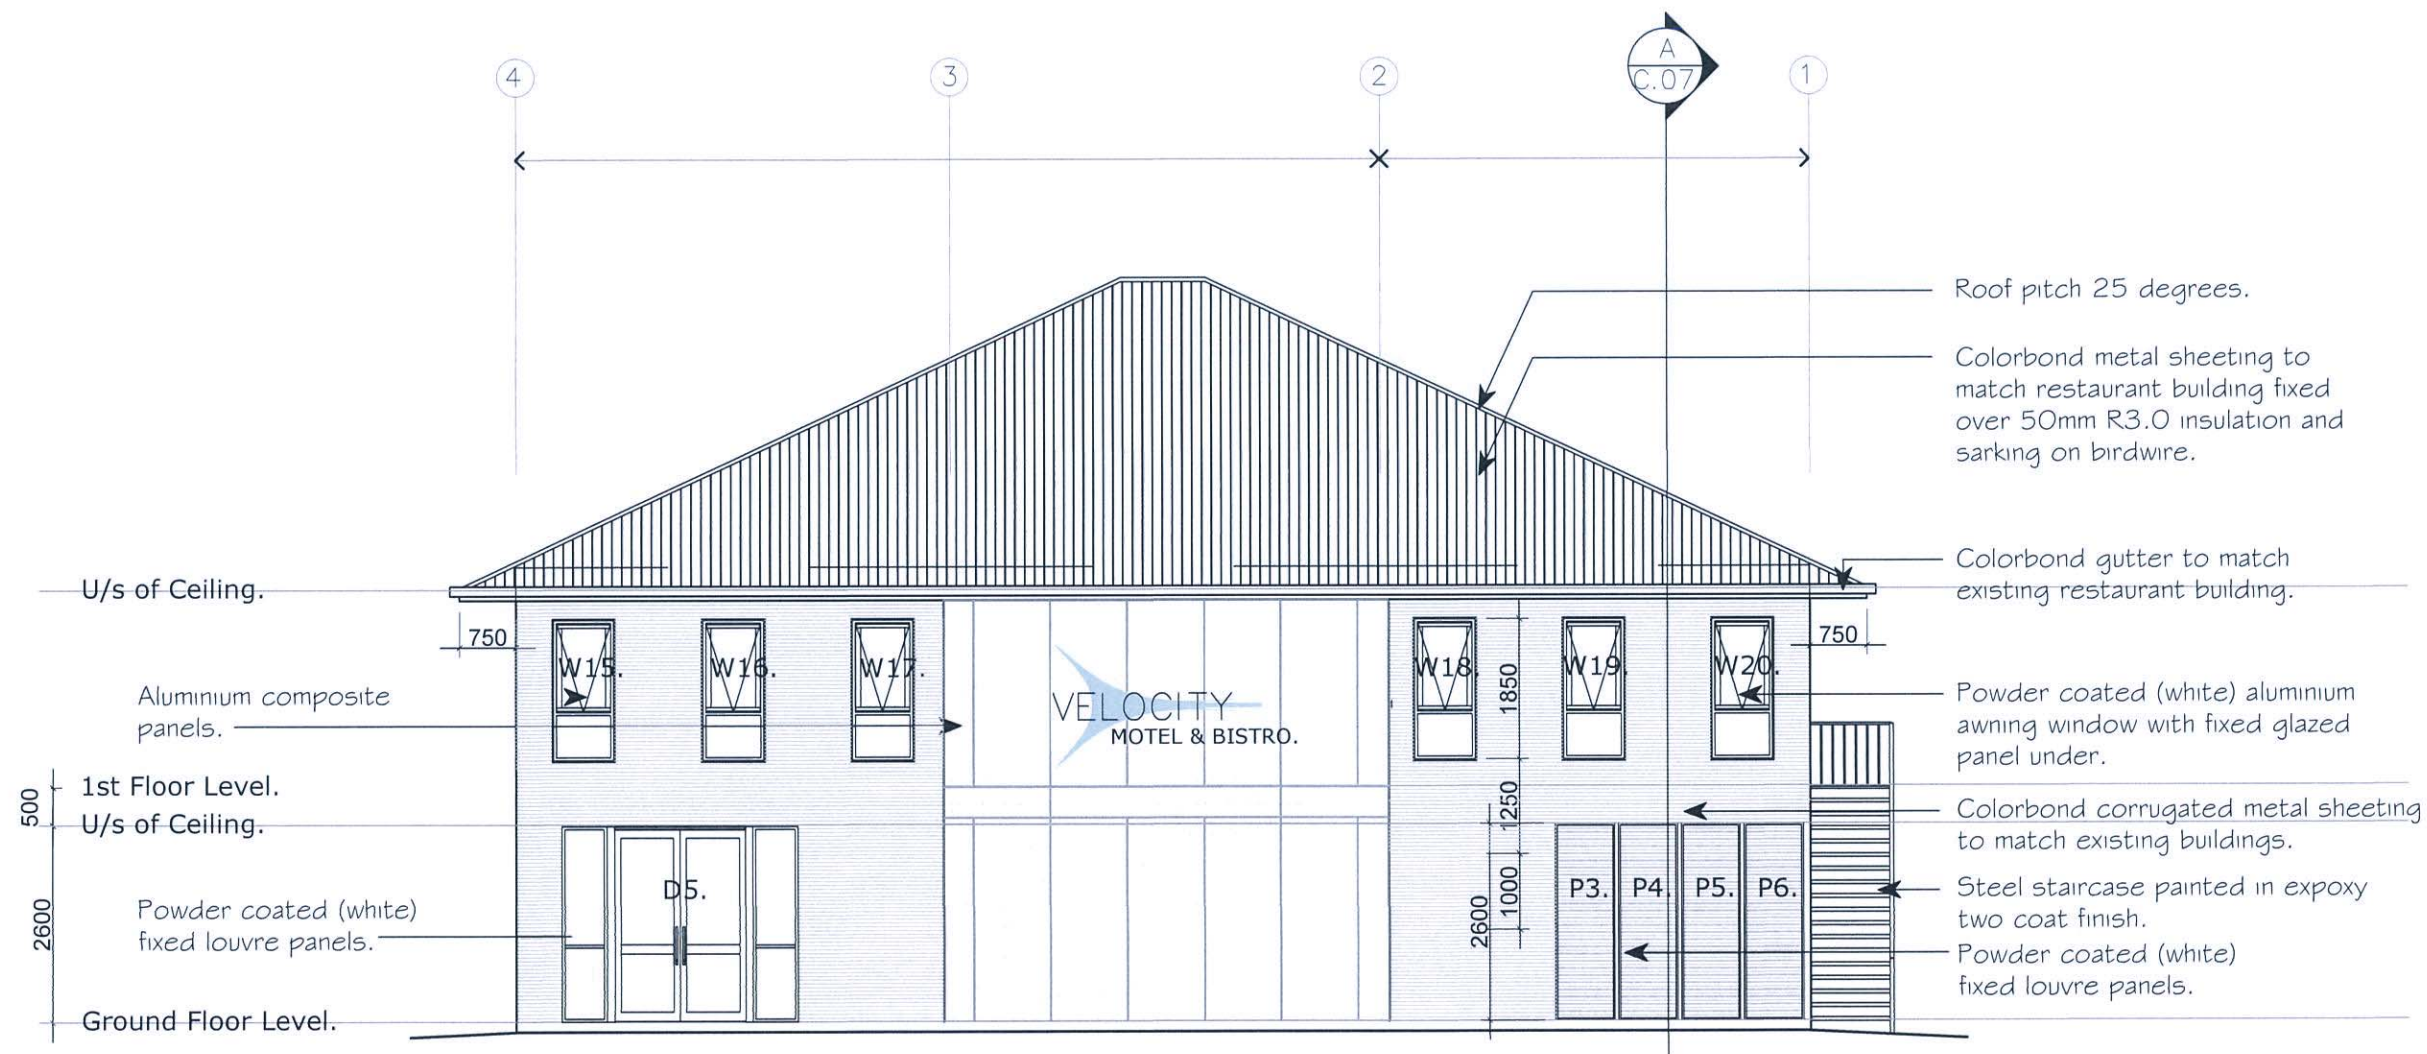 4
3
2
A
C.07
1
Roof pitch 25 degrees.
Colorbond metal sheeting to
match restaurant building fixed
over 50mm R3.0 insulation and
sarking on birdwire.
Colorbond gutter to match
existing restaurant building.
U/s of Ceiling.
750
750
W15.
W16.
W17.
W18.
W19.
W20.
1850
Aluminium composite
panels.
VELOCITY
MOTEL & BISTRO.
Powder coated (white) aluminium
awning window with fixed glazed
panel under.
1st Floor Level.
500
U/s of Ceiling.
1250
Colorbond corrugated metal sheeting
to match existing buildings.
D5.
P3.
P4.
P5.
P6.
1000
2600
2600
Steel staircase painted in expoxy
two coat finish.
Powder coated (white)
fixed louvre panels.
Powder coated (white)
fixed louvre panels.
Ground Floor Level.